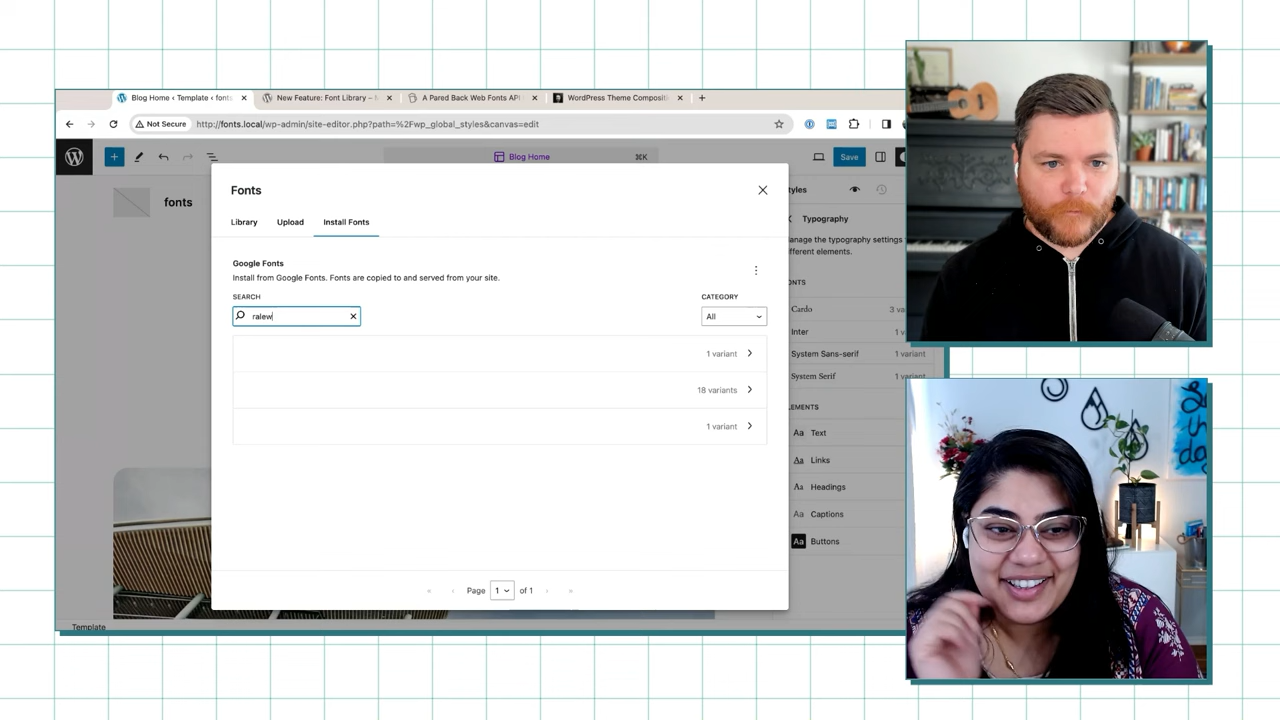 Blog Home ‹ Template ‹ fonts
New Feature: Font Library –
A Pared Back Web Fonts API
WordPress Theme Compositi
Not Secure
http://fonts.local/wp-admin/site-editor.php?path=%2Fwp_global_styles&canvas=edit
Blog Home
⌘K
Save
fonts
Fonts
Library
Upload
Install Fonts
Google Fonts
Install from Google Fonts. Fonts are copied to and served from your site.
SEARCH
CATEGORY
ralew
All
1 variant
18 variants
1 variant
Page
1
of 1
tyles
Typography
anage the typography settings
different elements.
ONTS
Cardo
3 va
Inter
1 v
System Sans-serif
1 variant
System Serif
1 variant
LEMENTS
Aa Text
Aa Links
Aa Headings
Aa Captions
Aa Buttons
Template